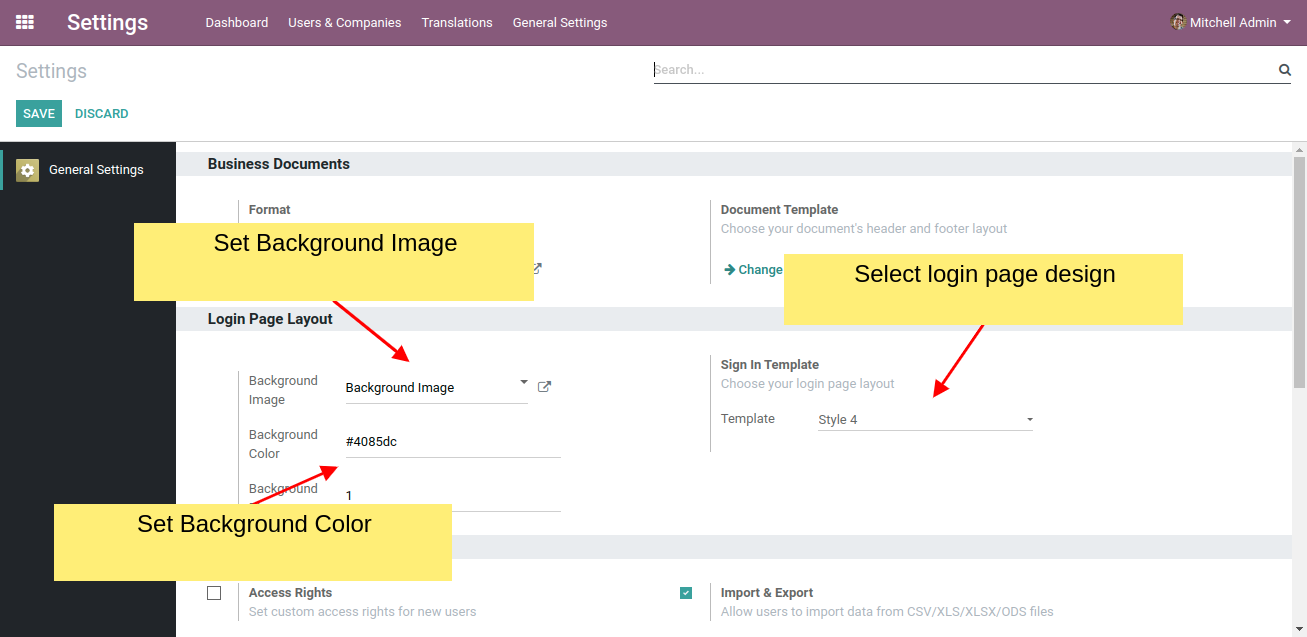 Settings Dashboard Users & Companies Translations General Settings Mitchell Admin
Settings Search...
SAVE DISCARD
General Settings
Business Documents
Format
Document Template
Choose your document's header and footer layout
Set Background Image
Change
Select login page design
Login Page Layout
Background
Image
Background Image
Sign In Template
Choose your login page layout
Template Style 4
Background
Color
#4085dc
Background
1
Set Background Color
Access Rights
Set custom access rights for new users
Import & Export
Allow users to import data from CSV/XLS/XLSX/ODS files